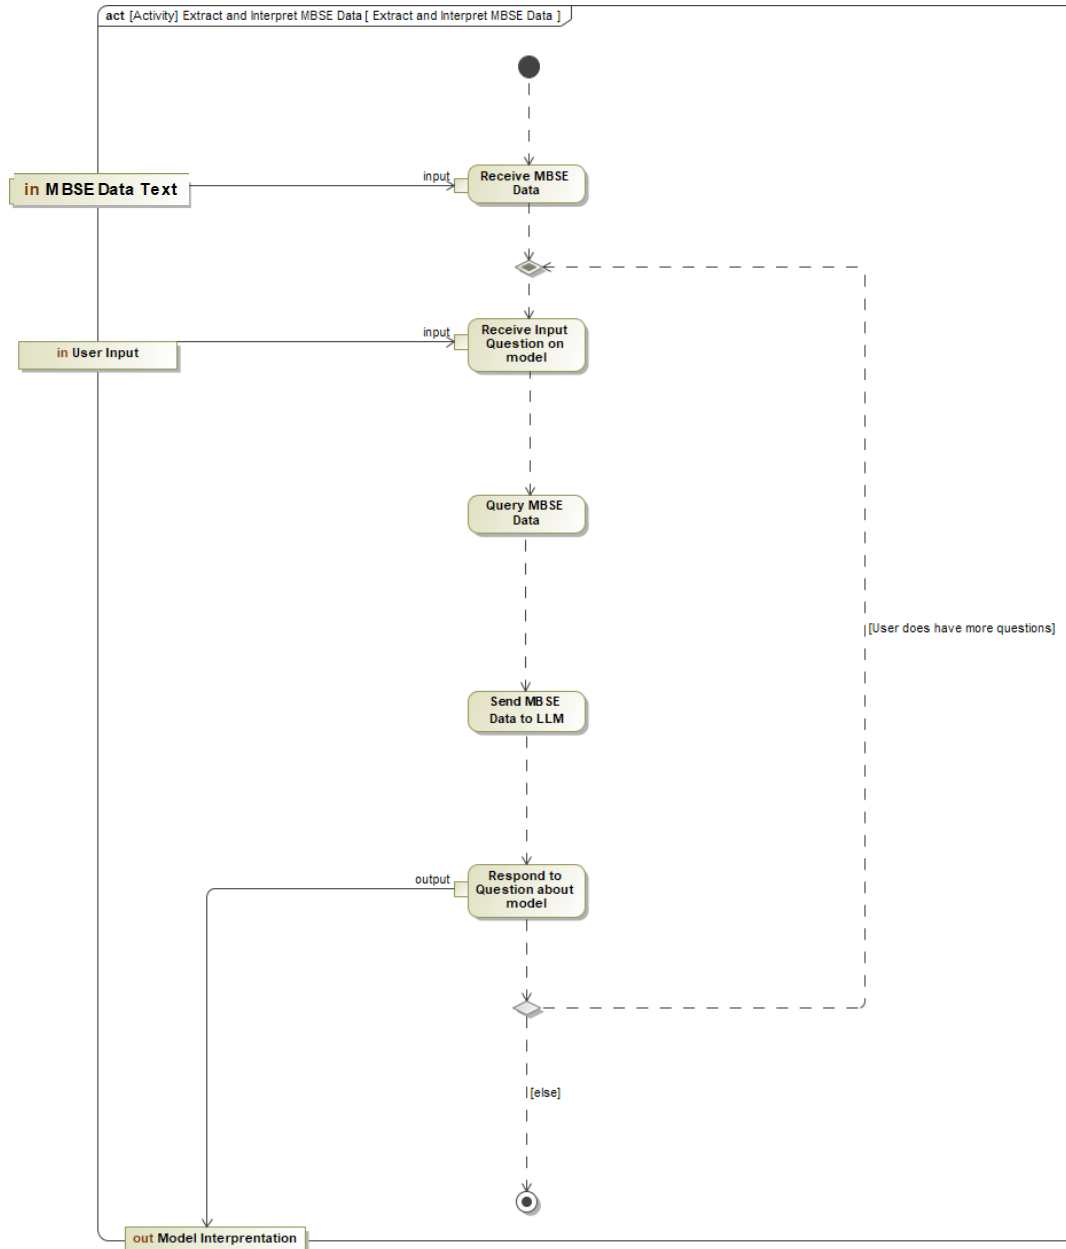 act [Activity] Extract and Interpret MBSE Data [ Extract and Interpret MBSE Data ]
in MBSE Data Text
input
Receive MBSE
Data
in User Input
input
Receive Input
Question on
model
Query MBSE
Data
[User does have more questions]
Send MBSE
Data to LLM
output
Respond to
Question about
model
[else]
out Model Interprentation